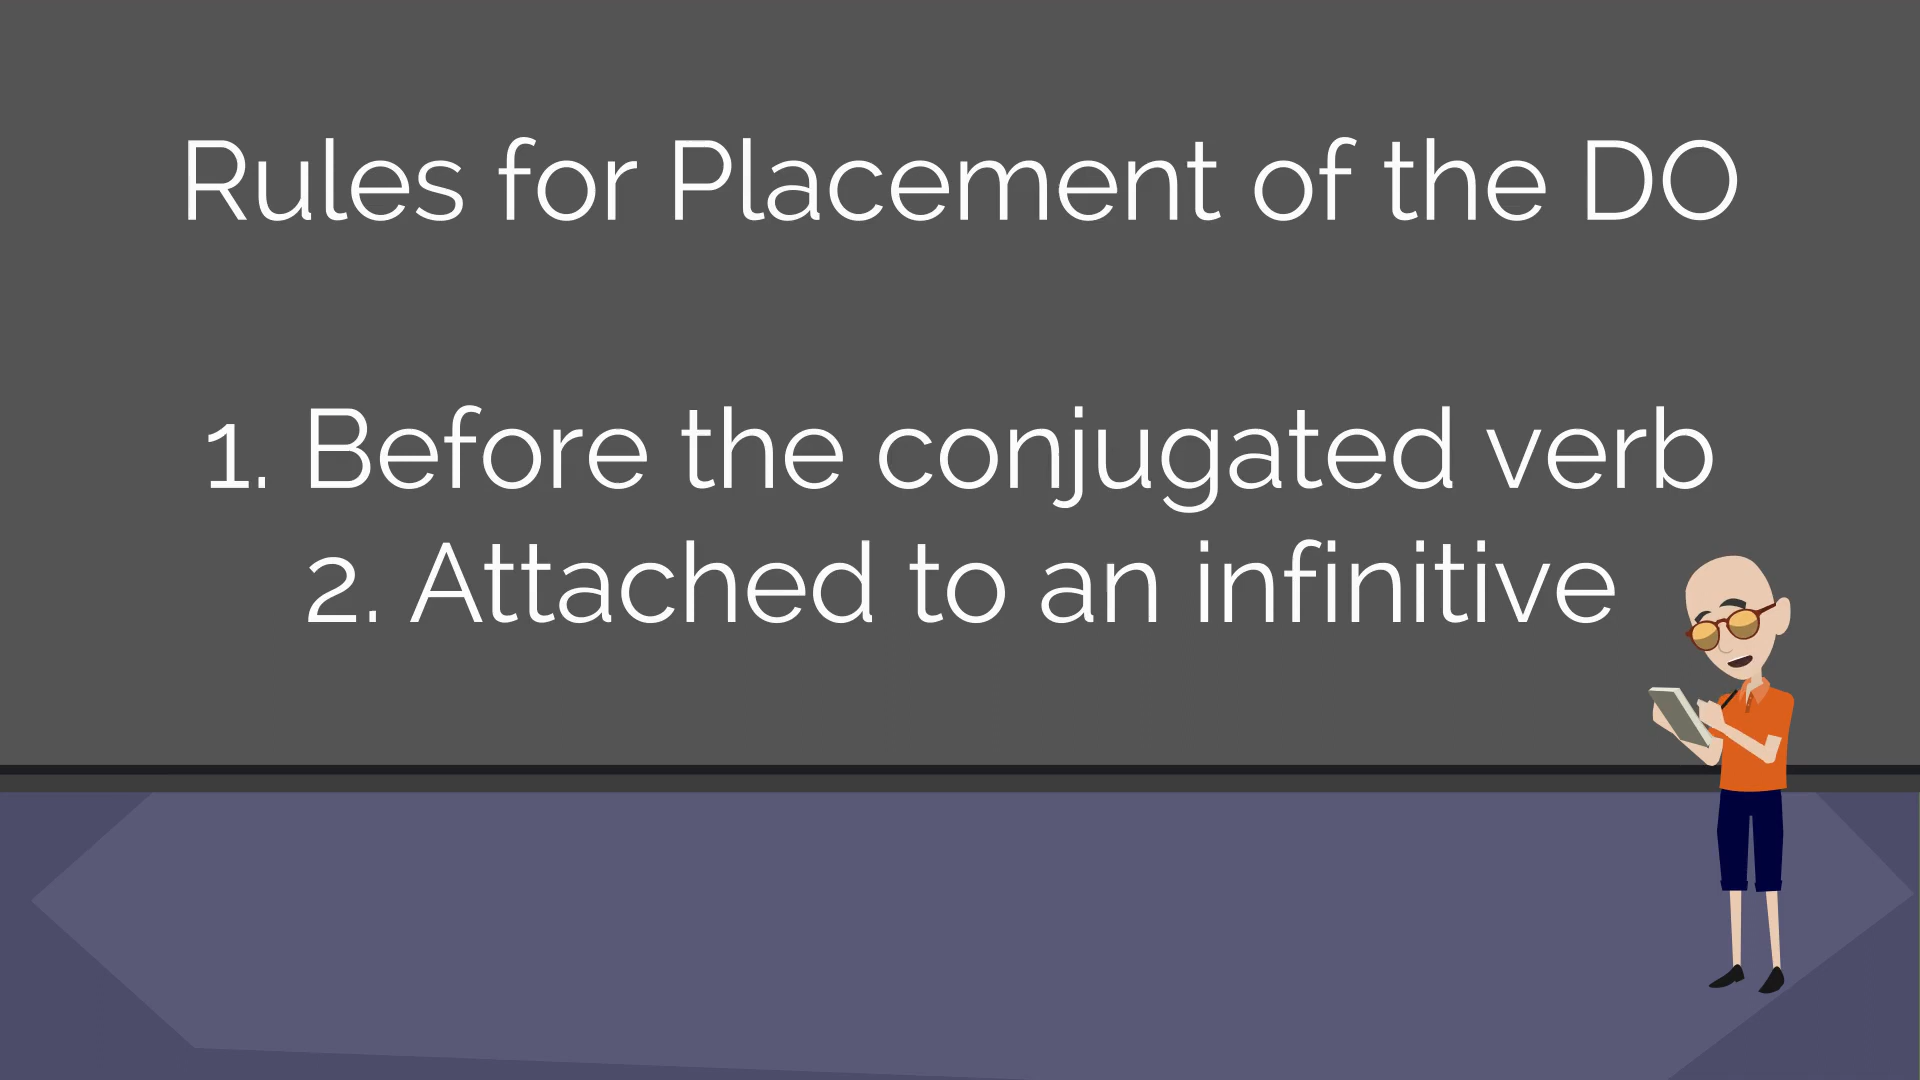 Rules for Placement of the DO
1. Before the conjugated verb
2. Attached to an infinitive